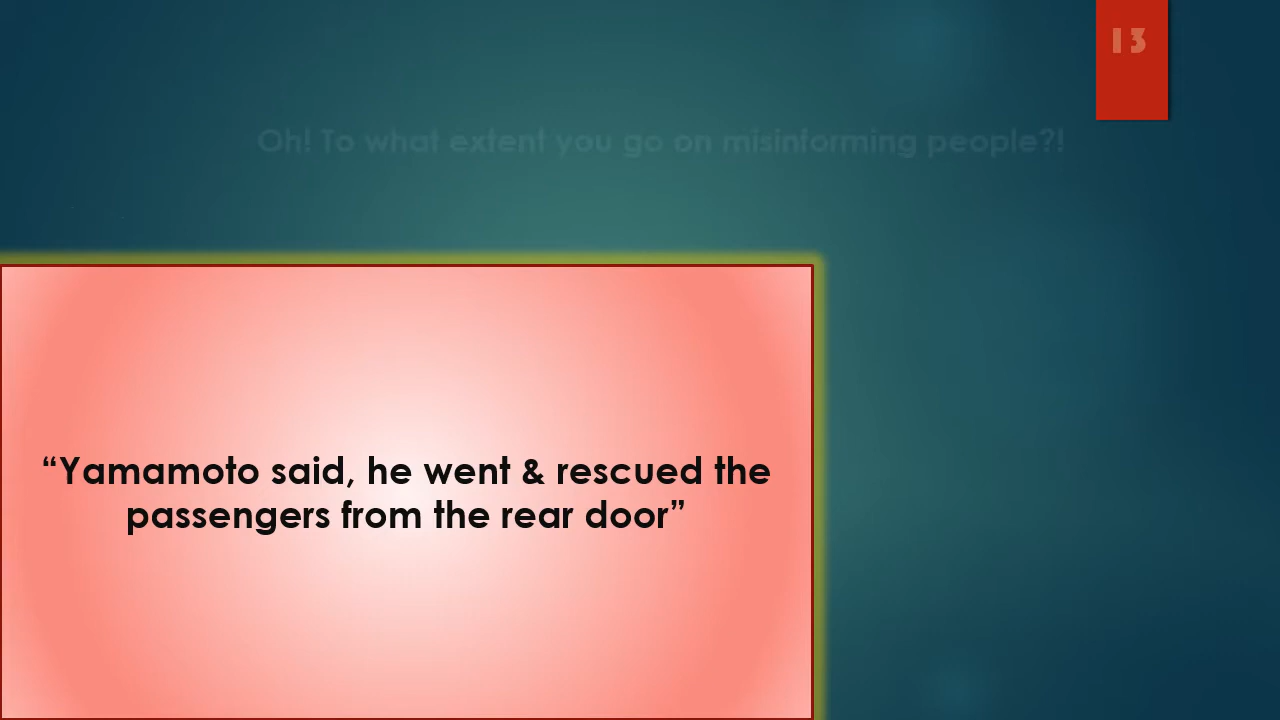 13
Oh! To what extent you go on misinforming people?!
“Yamamoto said, he went & rescued the
passengers from the rear door”